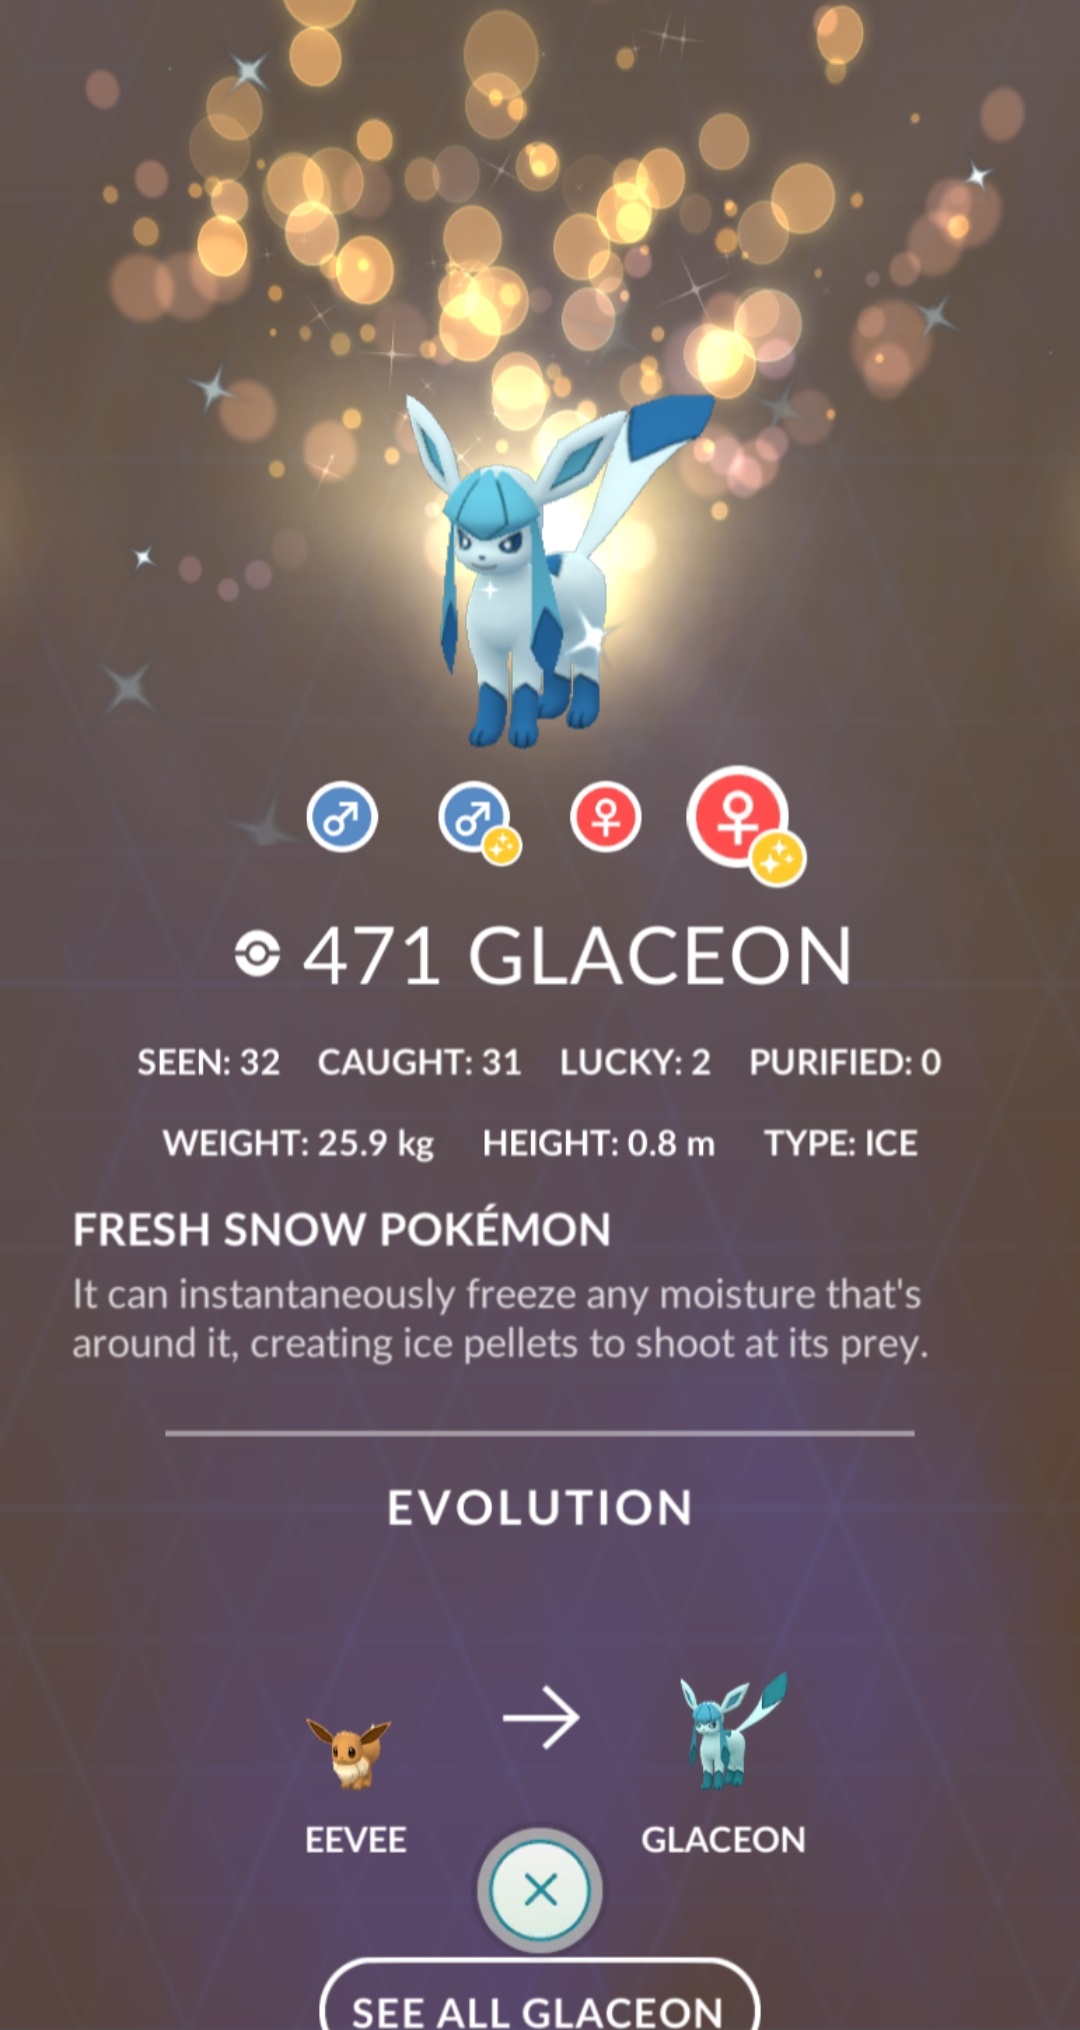 471 GLACEON
SEEN: 32 CAUGHT: 31 LUCKY: 2 PURIFIED: 0
WEIGHT: 25.9 kg HEIGHT: 0.8 m TYPE: ICE
FRESH SNOW POKÉMON
It can instantaneously freeze any moisture that's
around it, creating ice pellets to shoot at its prey.
EVOLUTION
EEVEE GLACEON
SEE ALL GLACEON